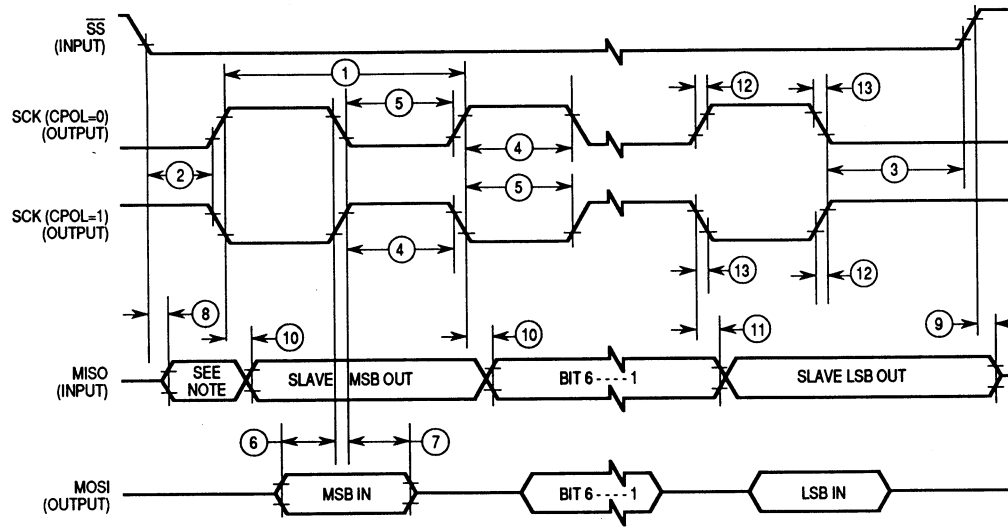 SS
(INPUT)
1
12
13
5
SCK (CPOL=0)
(OUTPUT)
4
2
3
5
SCK (CPOL=1)
(OUTPUT)
4
13
12
8
10
10
11
9
MISO
(INPUT)
SEE
NOTE
SLAVE MSB OUT
BIT 6 ----- 1
SLAVE LSB OUT
6
7
MOSI
(OUTPUT)
MSB IN
BIT 6 ----- 1
LSB IN